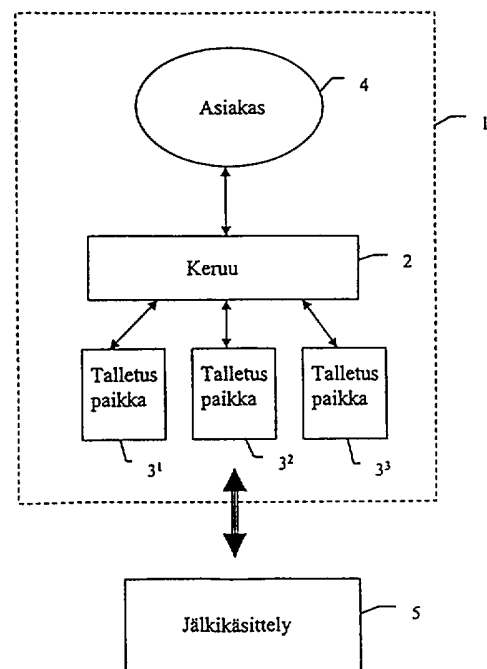 4
Asiakas
1
Keruu
2
Talletus
paikka
Talletus
paikka
Talletus
paikka
3¹
3²
3³
Jälkikäsittely
5